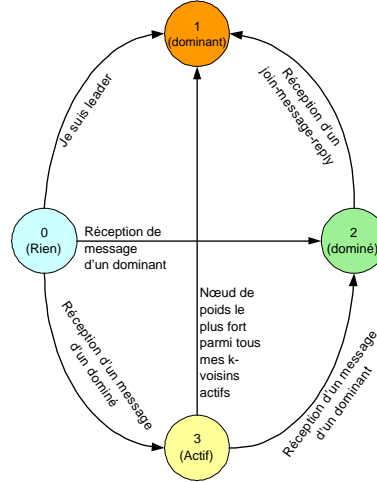 1
(dominant)
Je suis leader
Réception d'un
join-message-reply
0
(Rien)
Réception de
message
d'un dominant
2
(dominé)
Nœud de
poids le
plus fort
parmi tous
mes k-
voisins
actifs
Réception d'un message
d'un dominé
Réception d'un message
d'un dominant
3
(Actif)